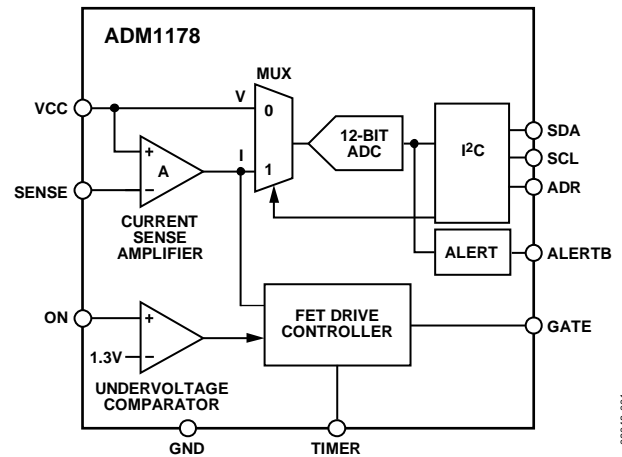 ADM1178
MUX
V
VCC
0
12-BIT
ADC
I²C
SDA
SCL
ADR
+
A
−
I
1
SENSE
CURRENT
SENSE
AMPLIFIER
ALERT
ALERTB
ON
+
1.3V
−
FET DRIVE
CONTROLLER
GATE
UNDERVOLTAGE
COMPARATOR
GND
TIMER